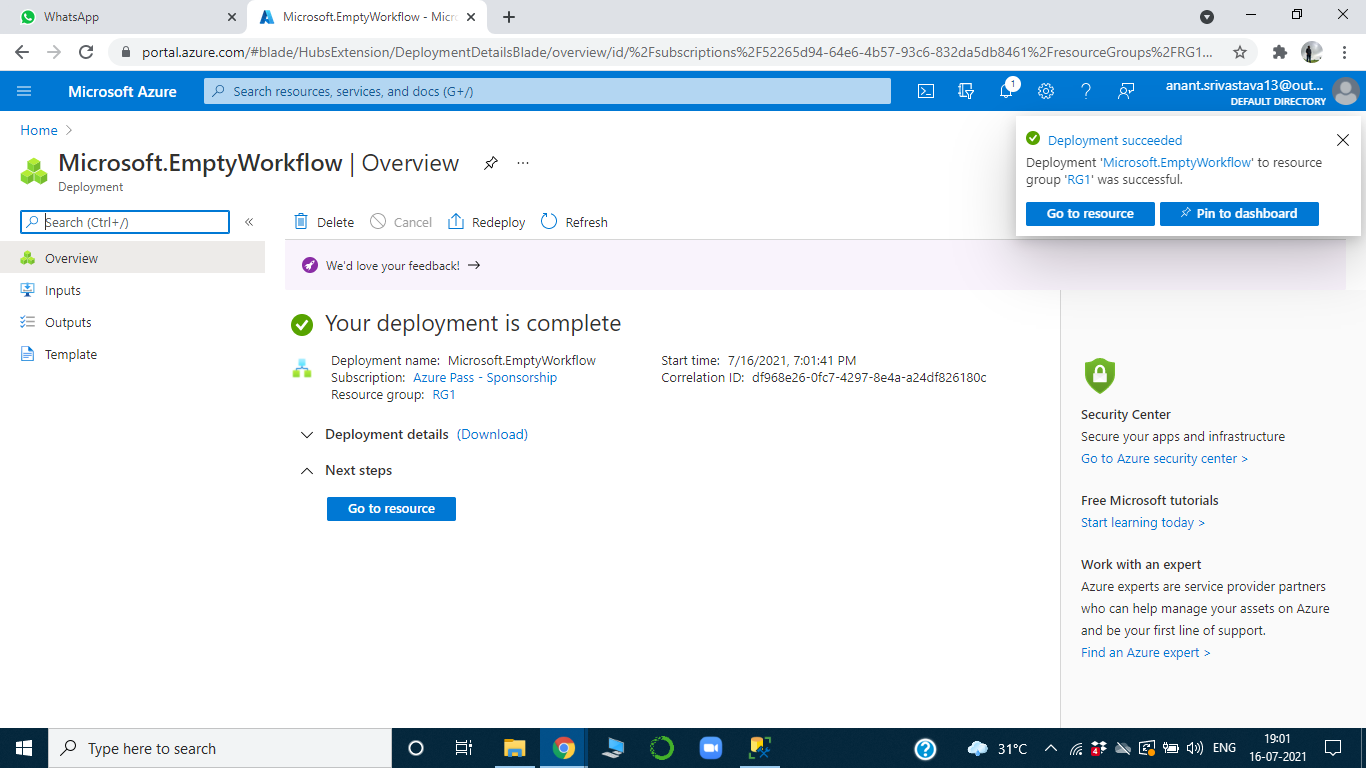 WhatsApp
Microsoft.EmptyWorkflow - Micro
portal.azure.com/#blade/HubsExtension/DeploymentDetailsBlade/overview/id/%2Fsubscriptions%2F52265d94-64e6-4b57-93c6-832da5db8461%2FresourceGroups%2FRG1...
Microsoft Azure
Search resources, services, and docs (G+/)
1
anant.srivastava13@out...
DEFAULT DIRECTORY
Home
Microsoft.EmptyWorkflow | Overview
Deployment
Deployment succeeded
Deployment 'Microsoft.EmptyWorkflow' to resource
group 'RG1' was successful.
Go to resource
Pin to dashboard
Search (Ctrl+/)
Delete
Cancel
Redeploy
Refresh
We'd love your feedback!
Overview
Inputs
Outputs
Template
Your deployment is complete
Deployment name: Microsoft.EmptyWorkflow
Subscription: Azure Pass - Sponsorship
Resource group: RG1
Start time: 7/16/2021, 7:01:41 PM
Correlation ID: df968e26-0fc7-4297-8e4a-a24df826180c
Deployment details (Download)
Next steps
Go to resource
Security Center
Secure your apps and infrastructure
Go to Azure security center >
Free Microsoft tutorials
Start learning today >
Work with an expert
Azure experts are service provider partners
who can help manage your assets on Azure
and be your first line of support.
Find an Azure expert >
Type here to search
31°C
4
ENG
19:01
16-07-2021